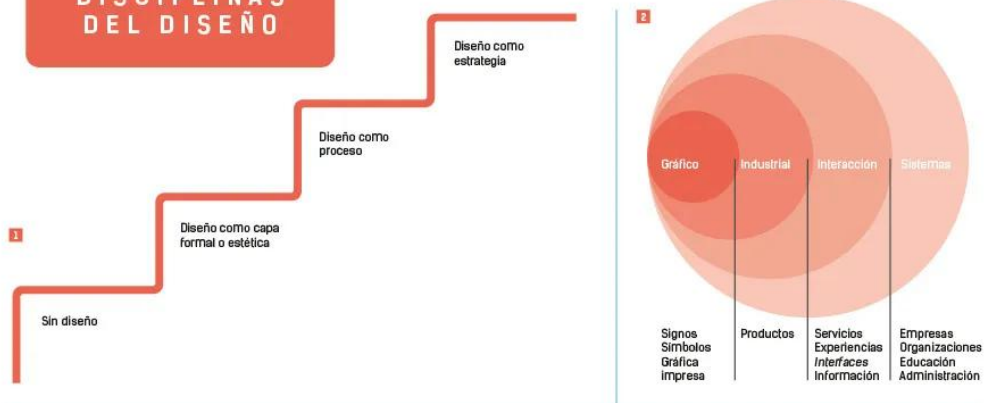 DISCIPLINAS
DEL DISEÑO
1
Sin diseño
Diseño como capa
formal o estética
Diseño como
proceso
Diseño como
estrategia
2
Gráfico
Industrial
Interacción
Sistemas
Signos
Símbolos
Gráfica
impresa
Productos
Servicios
Experiencias
Interfaces
Información
Empresas
Organizaciones
Educación
Administración